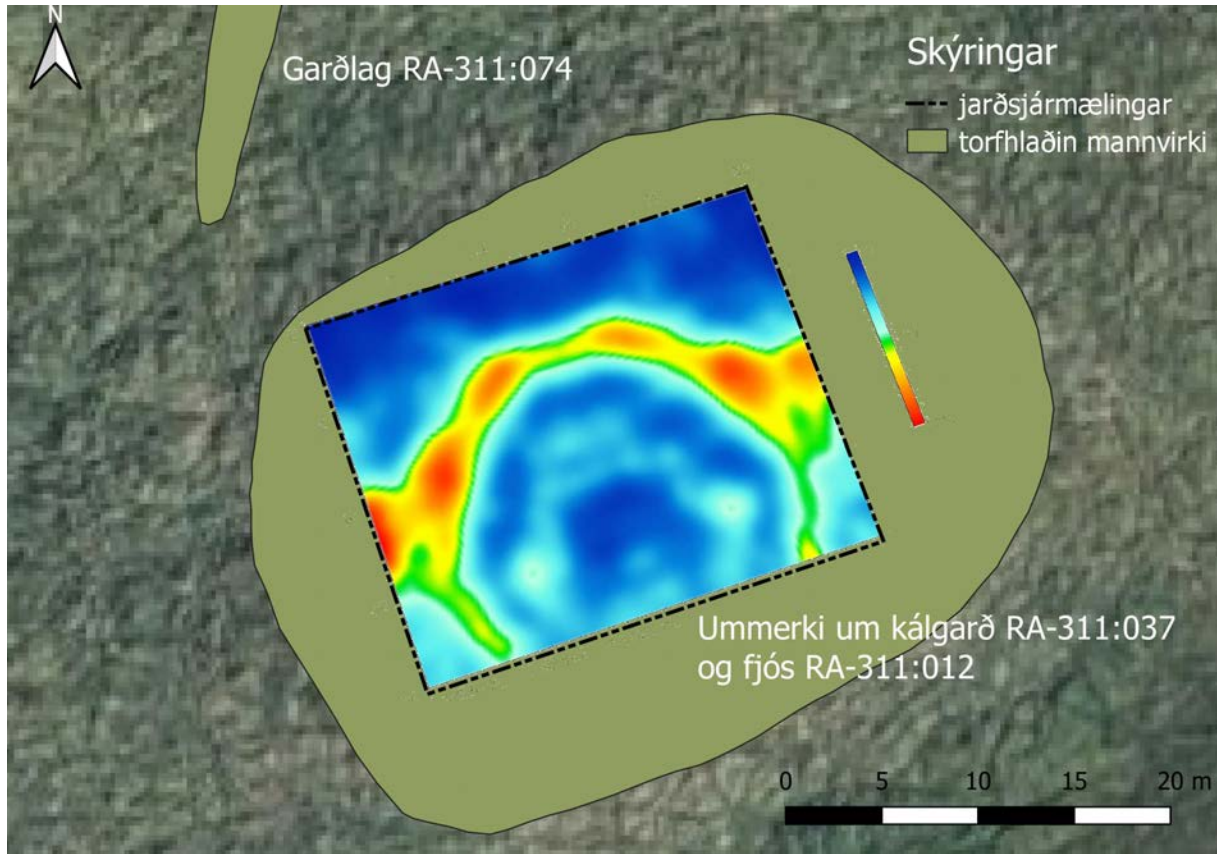 N
Garðlag RA-311:074
Skýringar
jarðsjármælingar
torfhlaðin mannvirki
Ummerki um kálgarð RA-311:037
og fjós RA-311:012
0 5 10 15 20 m